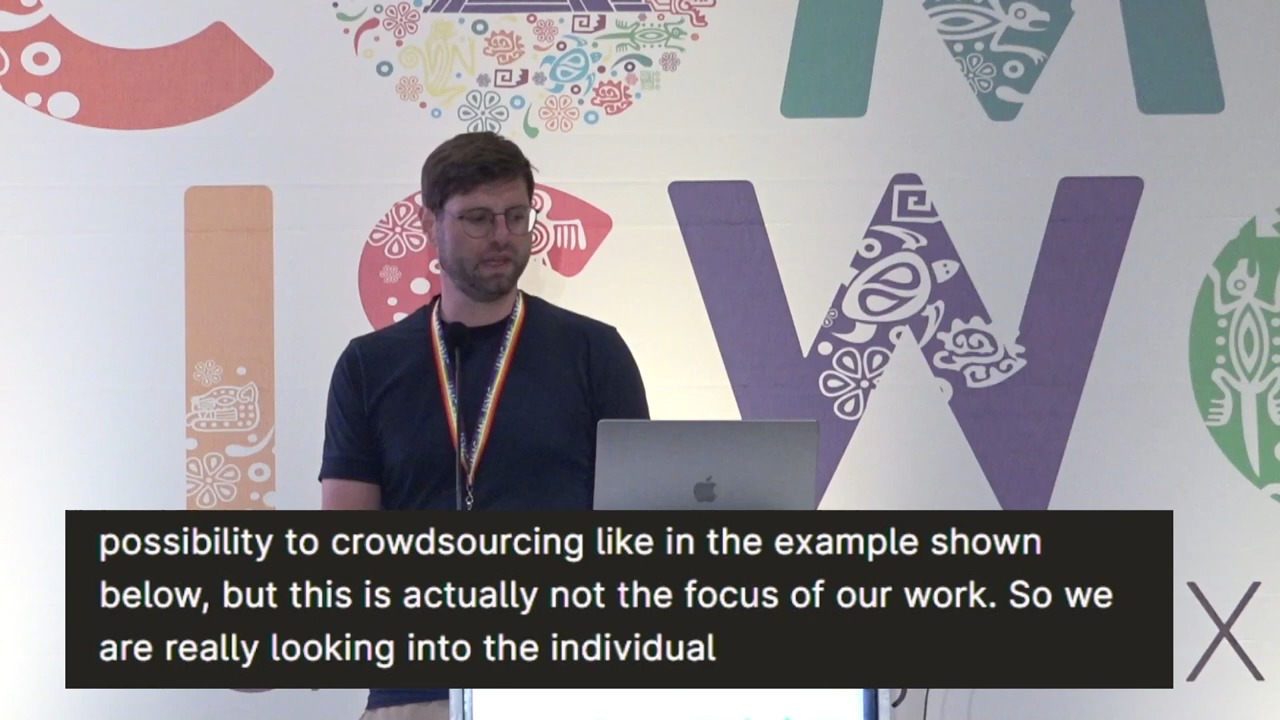 C M
ISW
possibility to crowdsourcing like in the example shown
below, but this is actually not the focus of our work. So we
are really looking into the individual
X